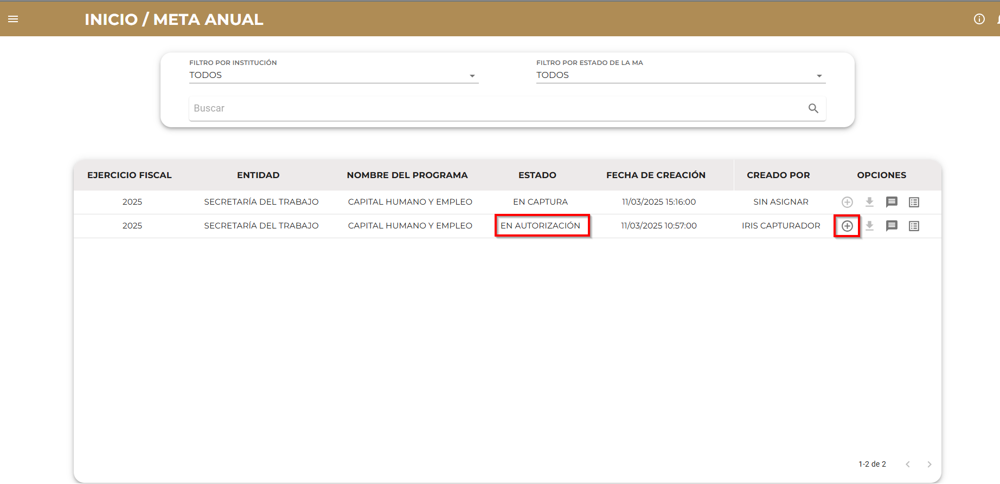 INICIO / META ANUAL
FILTRO POR INSTITUCIÓN
TODOS
FILTRO POR ESTADO DE LA MA
TODOS
Buscar
EJERCICIO FISCAL ENTIDAD NOMBRE DEL PROGRAMA ESTADO FECHA DE CREACIÓN CREADO POR OPCIONES
2025 SECRETARÍA DEL TRABAJO CAPITAL HUMANO Y EMPLEO EN CAPTURA 11/03/2025 15:16:00 SIN ASIGNAR
2025 SECRETARÍA DEL TRABAJO CAPITAL HUMANO Y EMPLEO EN AUTORIZACIÓN 11/03/2025 10:57:00 IRIS CAPTURADOR
1-2 de 2